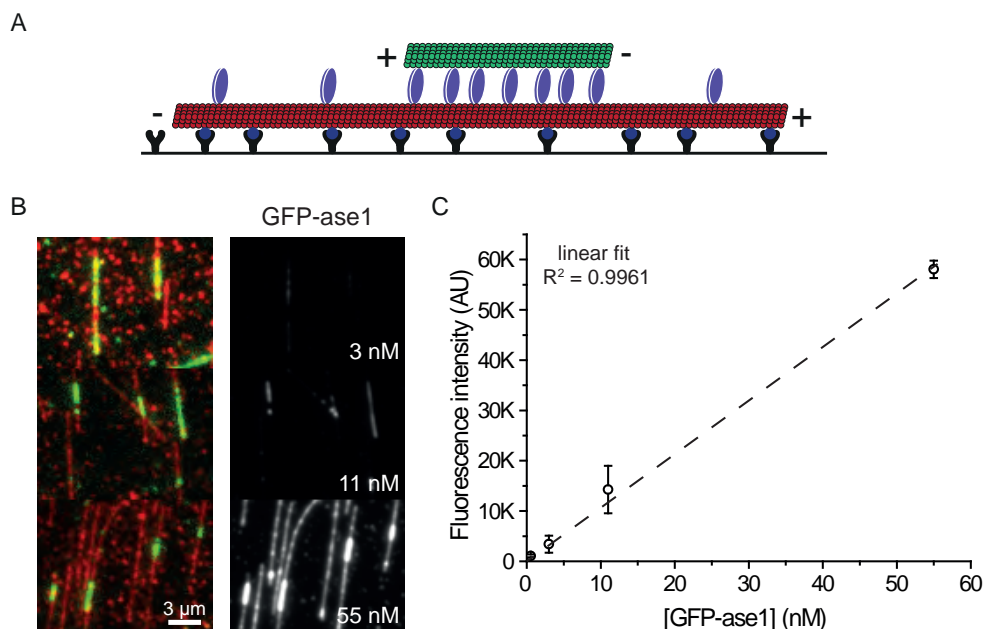 A
+ -
- +
B
GFP-ase1
3 nM
11 nM
55 nM
3 µm
C
linear fit
R² = 0.9961
60K
50K
40K
30K
20K
10K
0
0 10 20 30 40 50 60
Fluorescence intensity (AU)
[GFP-ase1] (nM)